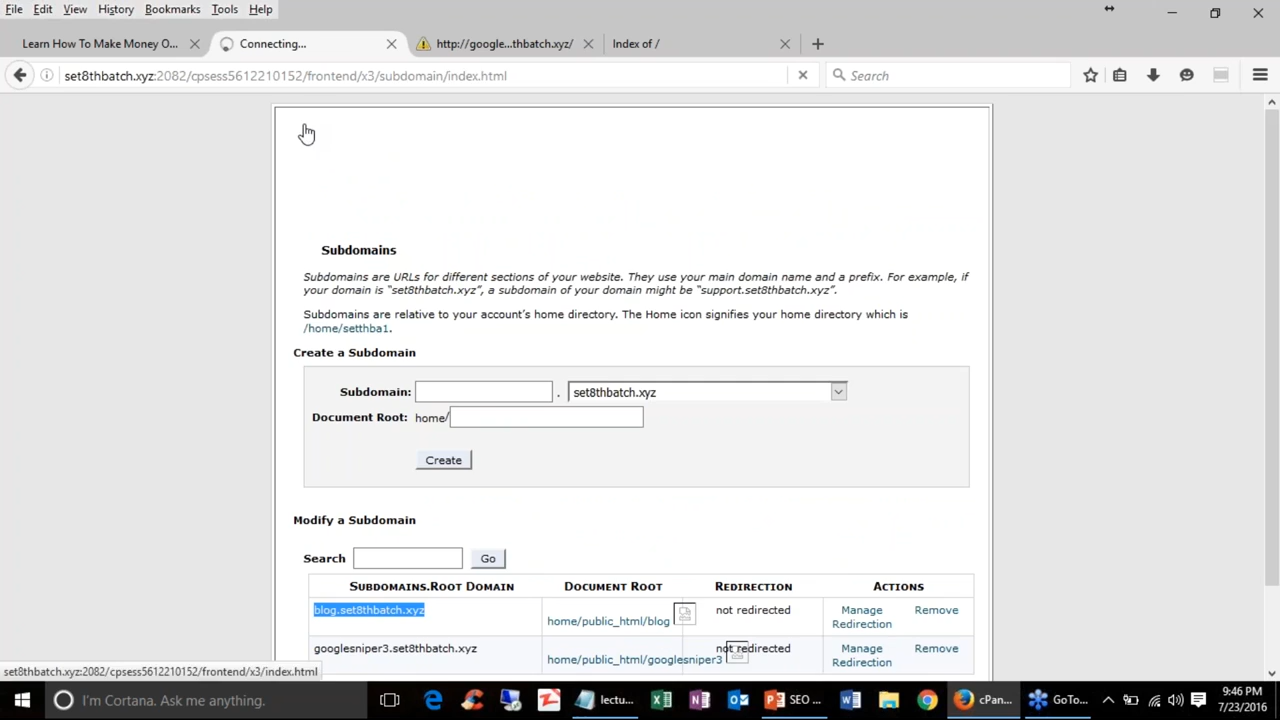 File Edit View History Bookmarks Tools Help
Learn How To Make Money O... Connecting... http://google...thbatch.xyz/ Index of /
set8thbatch.xyz:2082/cpsess5612210152/frontend/x3/subdomain/index.html Search
Subdomains
Subdomains are URLs for different sections of your website. They use your main domain name and a prefix. For example, if
your domain is “set8thbatch.xyz”, a subdomain of your domain might be “support.set8thbatch.xyz”.
Subdomains are relative to your account’s home directory. The Home icon signifies your home directory which is
/home/setthba1.
Create a Subdomain
Subdomain: . set8thbatch.xyz
Document Root: home/
Create
Modify a Subdomain
Search Go
SUBDOMAINS.ROOT DOMAIN DOCUMENT ROOT REDIRECTION ACTIONS
blog.set8thbatch.xyz home/public_html/blog not redirected Manage Redirection Remove
googlesniper3.set8thbatch.xyz home/public_html/googlesniper3 not redirected Manage Redirection Remove
set8thbatch.xyz:2082/cpsess5612210152/frontend/x3/index.html
I'm Cortana. Ask me anything. lectu... SEO ... cPan... GoTo... 9:46 PM
7/23/2016